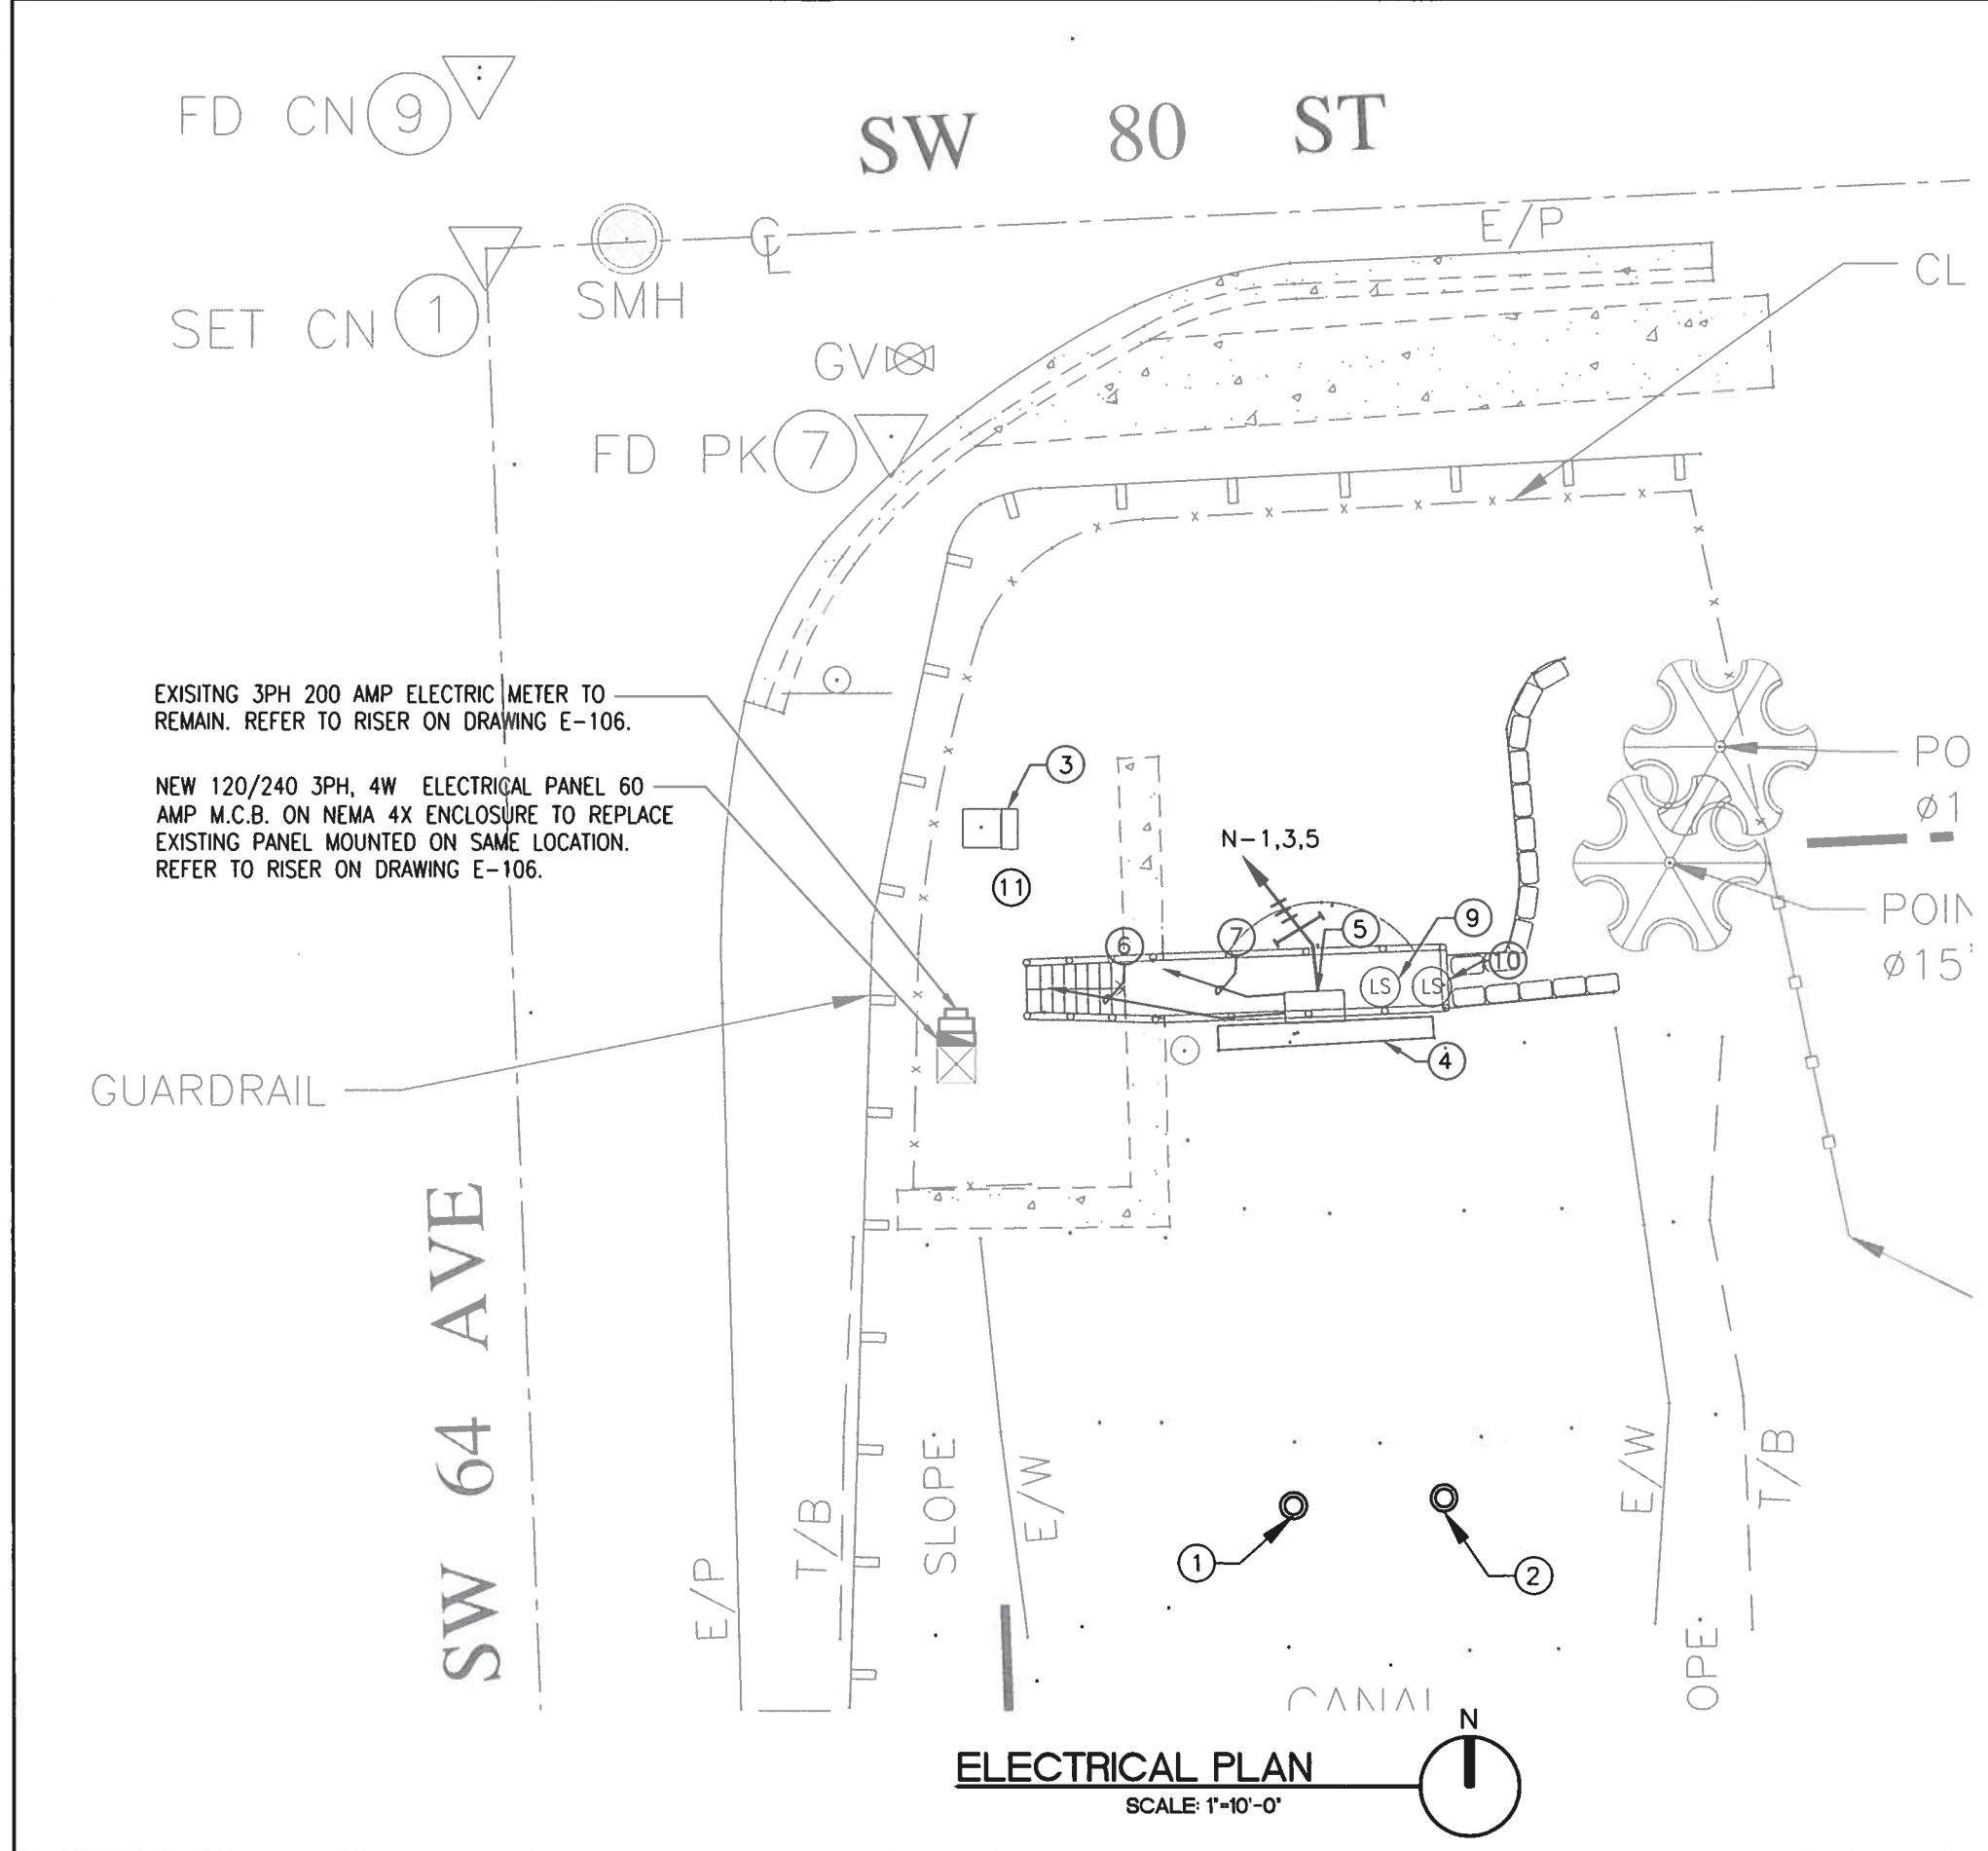 FD CN 9
SW 80 ST
E/P
CL
SET CN 1
SMH
GV
FD PK 7
EXISITNG 3PH 200 AMP ELECTRIC METER TO
REMAIN. REFER TO RISER ON DRAWING E-106.
NEW 120/240 3PH, 4W ELECTRICAL PANEL 60
AMP M.C.B. ON NEMA 4X ENCLOSURE TO REPLACE
EXISTING PANEL MOUNTED ON SAME LOCATION.
REFER TO RISER ON DRAWING E-106.
3
PO
Ø1
N-1,3,5
11
POIN
Ø15'
6
7
5
9
10
LS
LS
4
GUARDRAIL
SW 64 AVE
E/P
T/B
SLOPE
E/W
E/W
T/B
1
2
OPE
CANAL
N
ELECTRICAL PLAN
SCALE: 1"=10'-0"